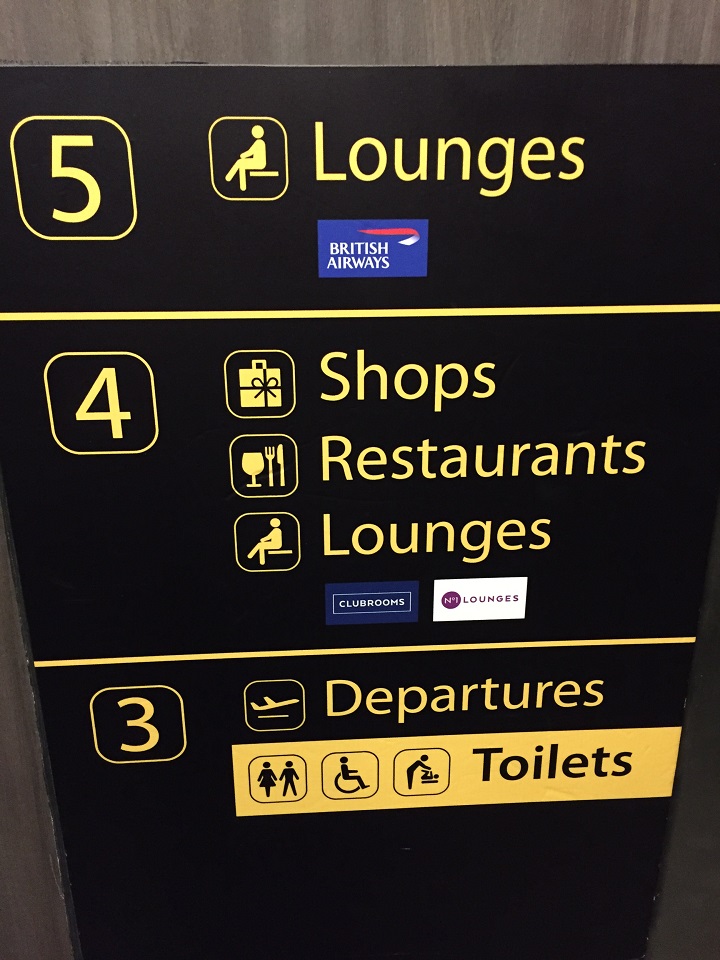 5 Lounges
BRITISH
AIRWAYS
4 Shops
Restaurants
Lounges
CLUBROOMS Nº1 LOUNGES
3 Departures
Toilets